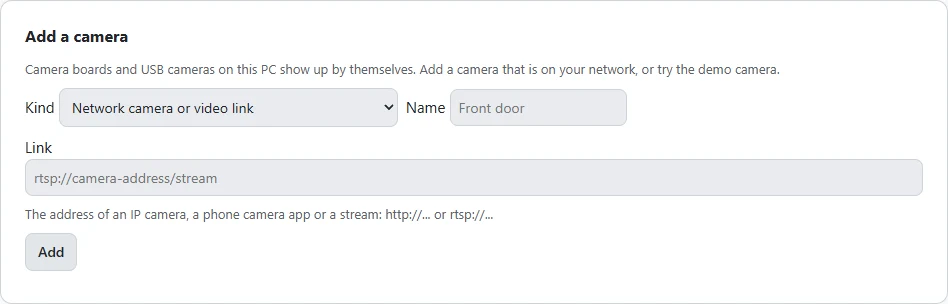 Add a camera
Camera boards and USB cameras on this PC show up by themselves. Add a camera that is on your network, or try the demo camera.
Kind Network camera or video link Name Front door
Link
rtsp://camera-address/stream
The address of an IP camera, a phone camera app or a stream: http://... or rtsp://...
Add